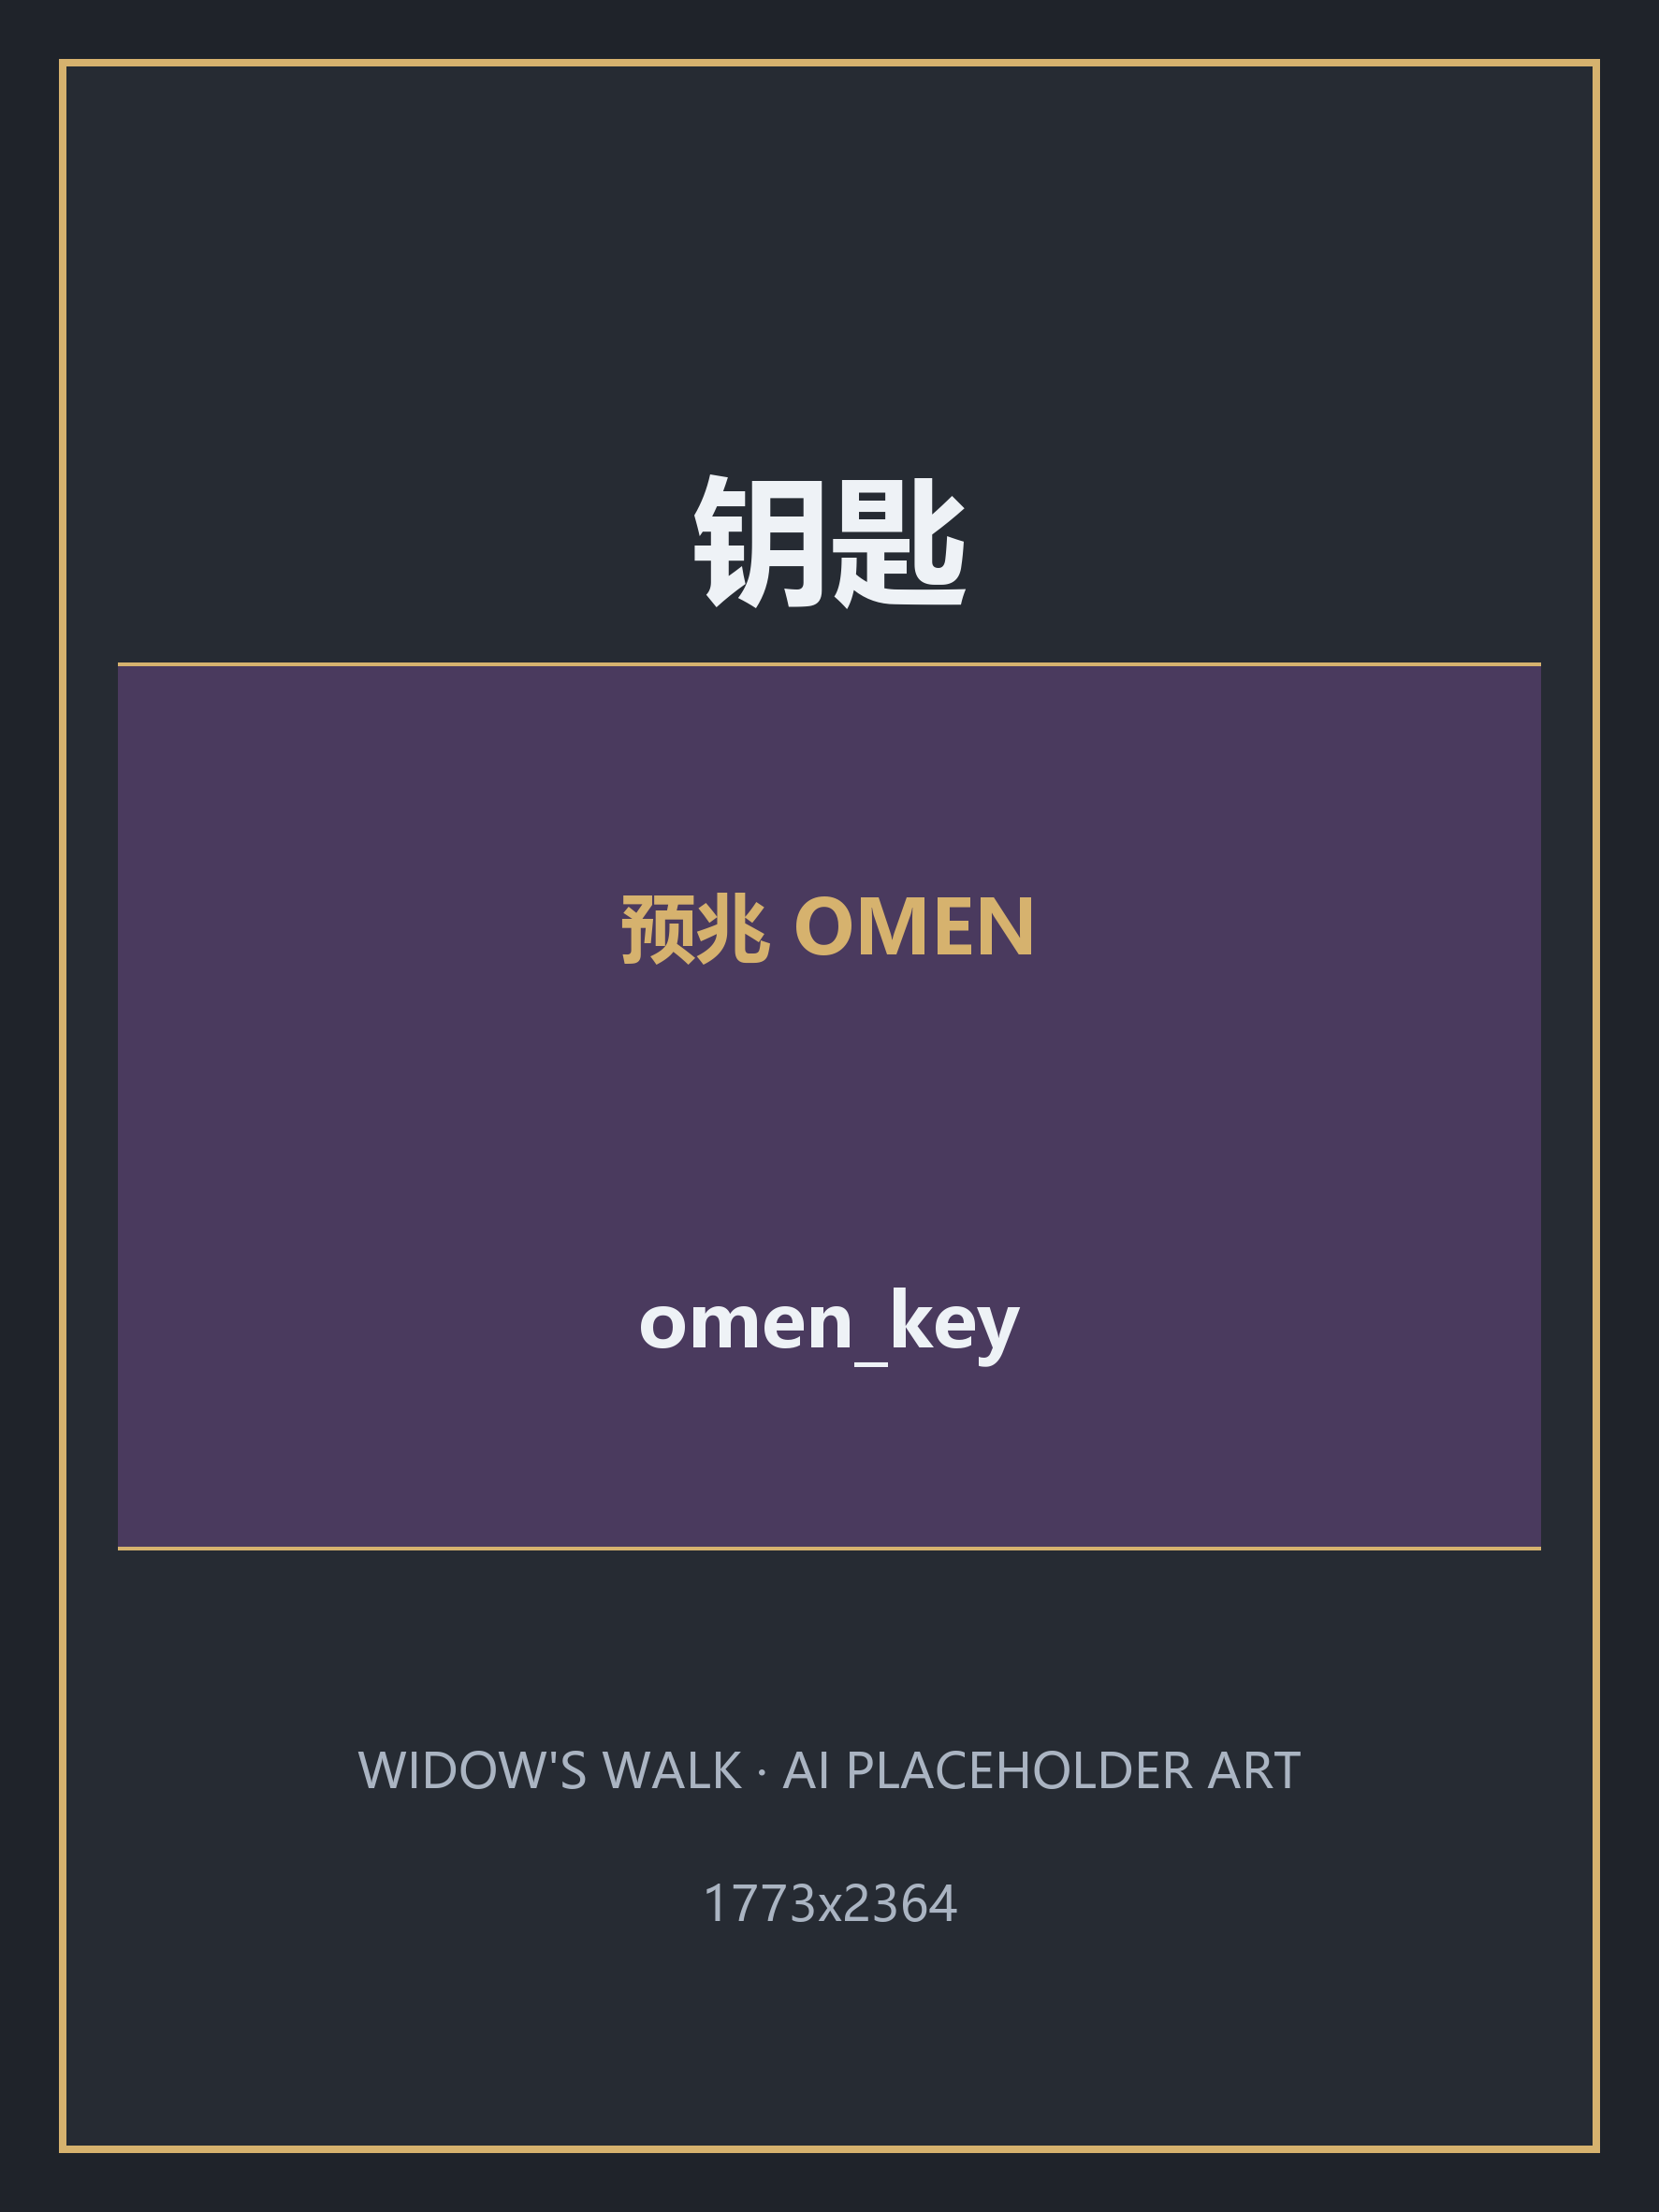 钥匙
预兆 OMEN
omen_key
WIDOW'S WALK · AI PLACEHOLDER ART
1773x2364